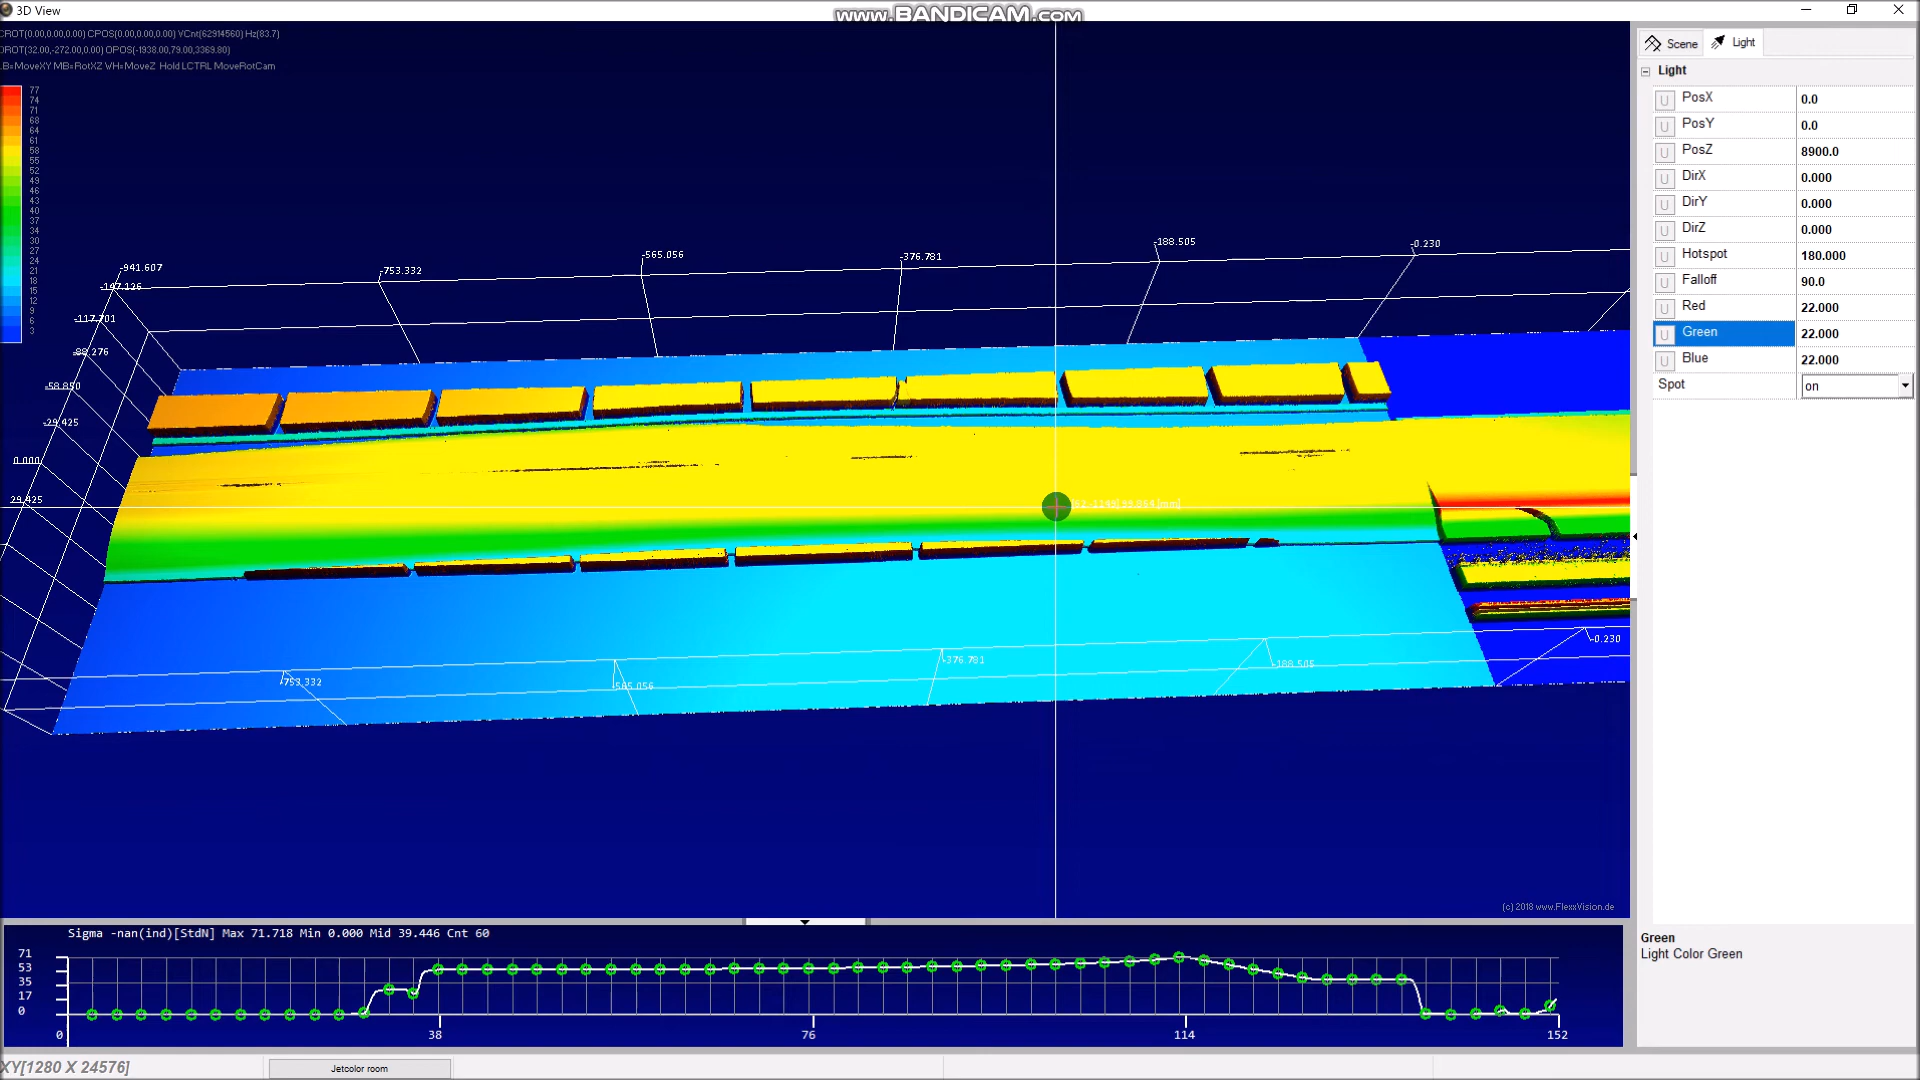 3D View
www.BANDICAM.com
CROT(0.00,0.00,0.00) CPOS(0.00,0.00,0.00) VCnt(62914560) Hz(83.7)
OROT(32.00,-272.00,0.00) OPOS(-1938.00,79.00,3369.80)
LB=MoveXY MB=RotXZ WH=MoveZ Hold LCTRL MoveRotCam
77
74
71
68
64
61
58
55
52
49
46
43
40
37
34
30
27
24
21
18
15
12
9
6
3
-941.607
-753.332
-565.056
-376.781
-188.505
-0.230
-147.126
-117.701
-88.276
-58.850
-29.425
0.000
29.425
-753.332
-565.056
-376.781
-188.505
-0.230
(c) 2018 www.FlexxVision.de
Sigma -nan(ind)[StdN] Max 71.718 Min 0.000 Mid 39.446 Cnt 60
71
53
35
17
0
0 38 76 114 152
XY[1280 X 24576]
Jetcolor room
Scene Light
Light
PosX 0.0
PosY 0.0
PosZ 8900.0
DirX 0.000
DirY 0.000
DirZ 0.000
Hotspot 180.000
Falloff 90.0
Red 22.000
Green 22.000
Blue 22.000
Spot on
Green
Light Color Green